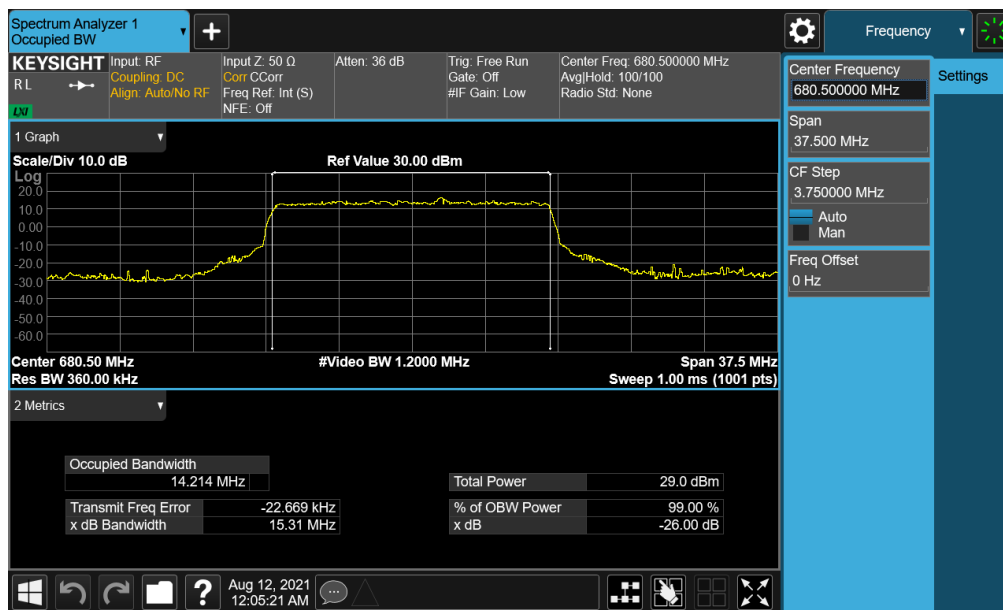 Spectrum Analyzer 1
Occupied BW
Frequency
KEYSIGHT
R L
LXI
Input: RF
Coupling: DC
Align: Auto/No RF
Input Z: 50 Ω
Corr CCorr
Freq Ref: Int (S)
NFE: Off
Atten: 36 dB
Trig: Free Run
Gate: Off
#IF Gain: Low
Center Freq: 680.500000 MHz
Avg|Hold: 100/100
Radio Std: None
Center Frequency
680.500000 MHz
Settings
Span
37.500 MHz
CF Step
3.750000 MHz
Auto
Man
Freq Offset
0 Hz
1 Graph
Scale/Div 10.0 dB
Ref Value 30.00 dBm
Log
20.0
10.0
0.00
-10.0
-20.0
-30.0
-40.0
-50.0
-60.0
Center 680.50 MHz
#Video BW 1.2000 MHz
Span 37.5 MHz
Res BW 360.00 kHz
Sweep 1.00 ms (1001 pts)
2 Metrics
Occupied Bandwidth
14.214 MHz
Total Power 29.0 dBm
Transmit Freq Error -22.669 kHz
% of OBW Power 99.00 %
x dB Bandwidth 15.31 MHz
x dB -26.00 dB
?
Aug 12, 2021
12:05:21 AM